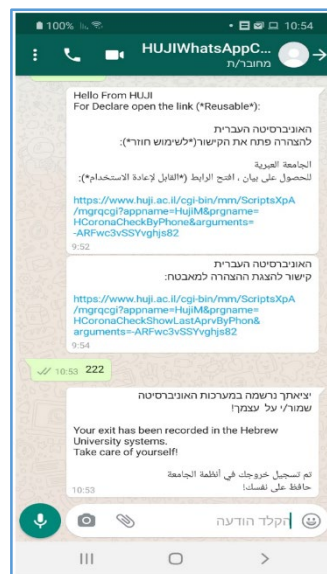 100%
10:54
HUJIWhatsAppC...
מחובר/ת
Hello From HUJI
For Declare open the link (*Reusable*):
האוניברסיטה העברית
להצהרה פתח את הקישור(*לשימוש חוזר*):
الجامعة العبرية
للحصول على بيان ، افتح الرابط (*القابل لإعادة الاستخدام*):
https://www.huji.ac.il/cgi-bin/mm/ScriptsXpA
/mgrqcgi?appname=HujiM&prgname=
HCoronaCheckByPhone&arguments=
-ARFwc3vSSYvghjs82
9:52
האוניברסיטה העברית
קישור להצגת ההצהרה למאבטח:
https://www.huji.ac.il/cgi-bin/mm/ScriptsXpA
/mgrqcgi?appname=HujiM&prgname=
HCoronaCheckShowLastAprvByPhon&
arguments=-ARFwc3vSSYvghjs82
9:54
222
10:53
יציאתך נרשמה במערכות האוניברסיטה
שמור/י על עצמך!
Your exit has been recorded in the Hebrew
University systems.
Take care of yourself!
تم تسجيل خروجك في أنظمة الجامعة
حافظ على نفسك!
10:53
הקלד הודעה